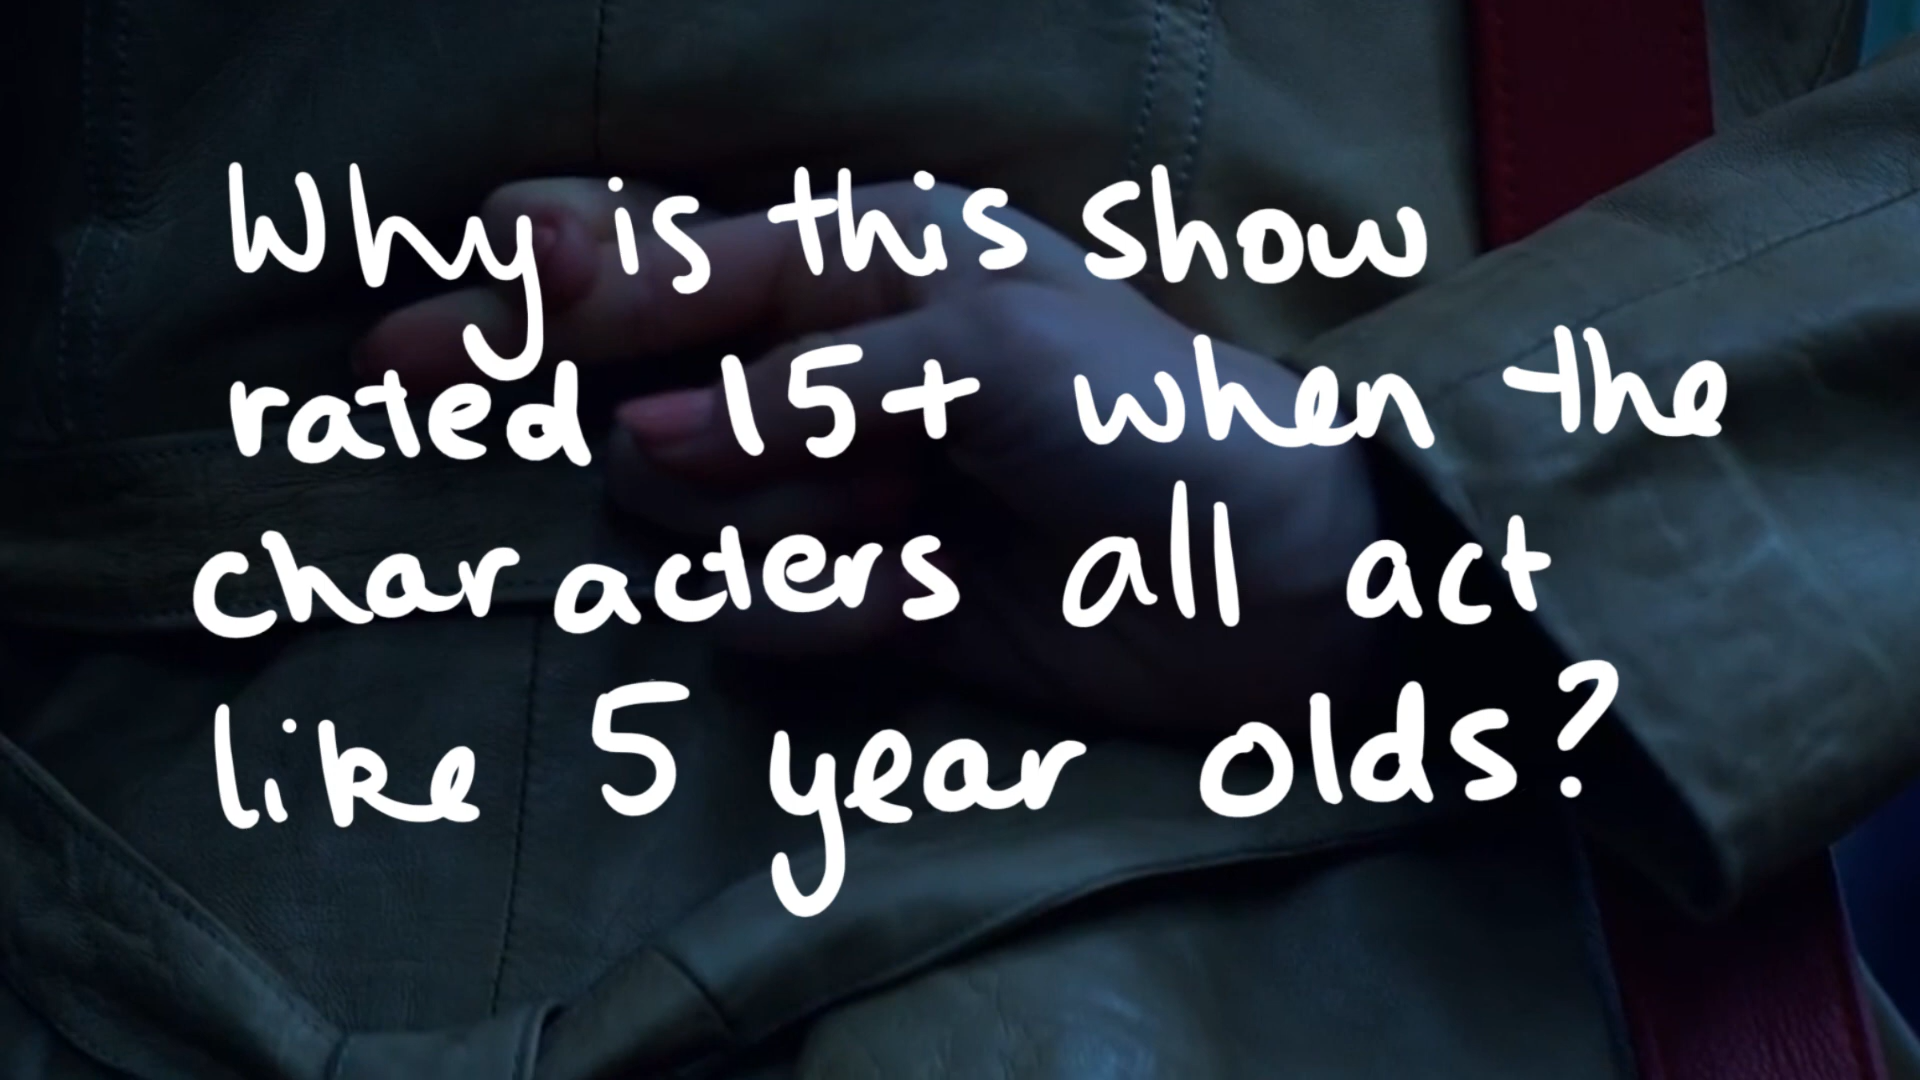 Why is this show
rated 15+ when the
characters all act
like 5 year olds?